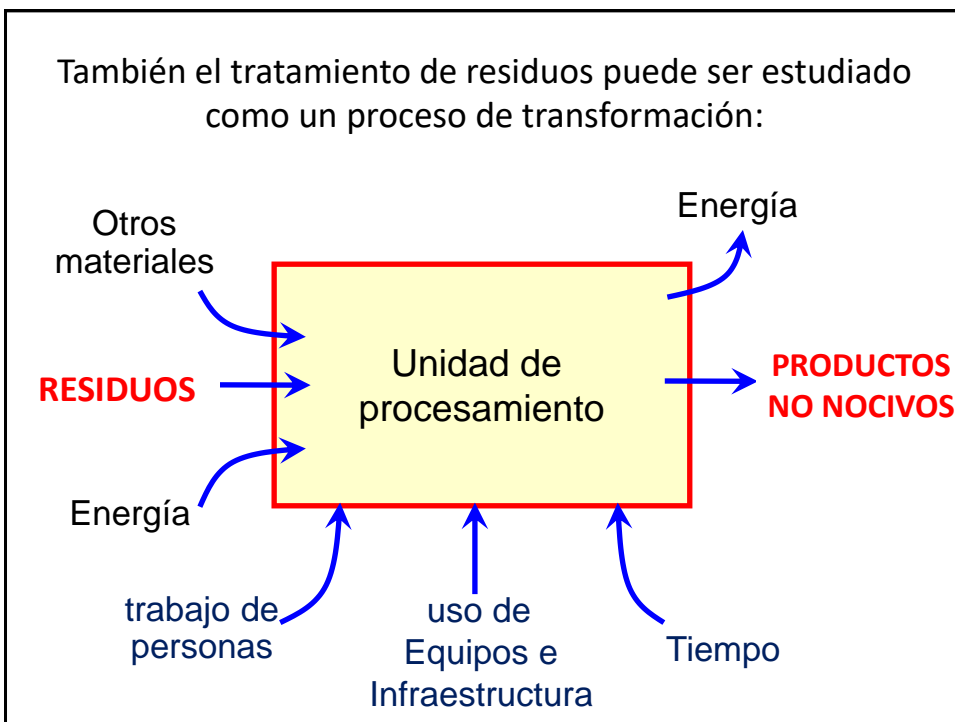 También el tratamiento de residuos puede ser estudiado
como un proceso de transformación:
Otros
materiales
RESIDUOS
Energía
Unidad de
procesamiento
Energía
PRODUCTOS
NO NOCIVOS
trabajo de
personas
uso de
Equipos e
Infraestructura
Tiempo